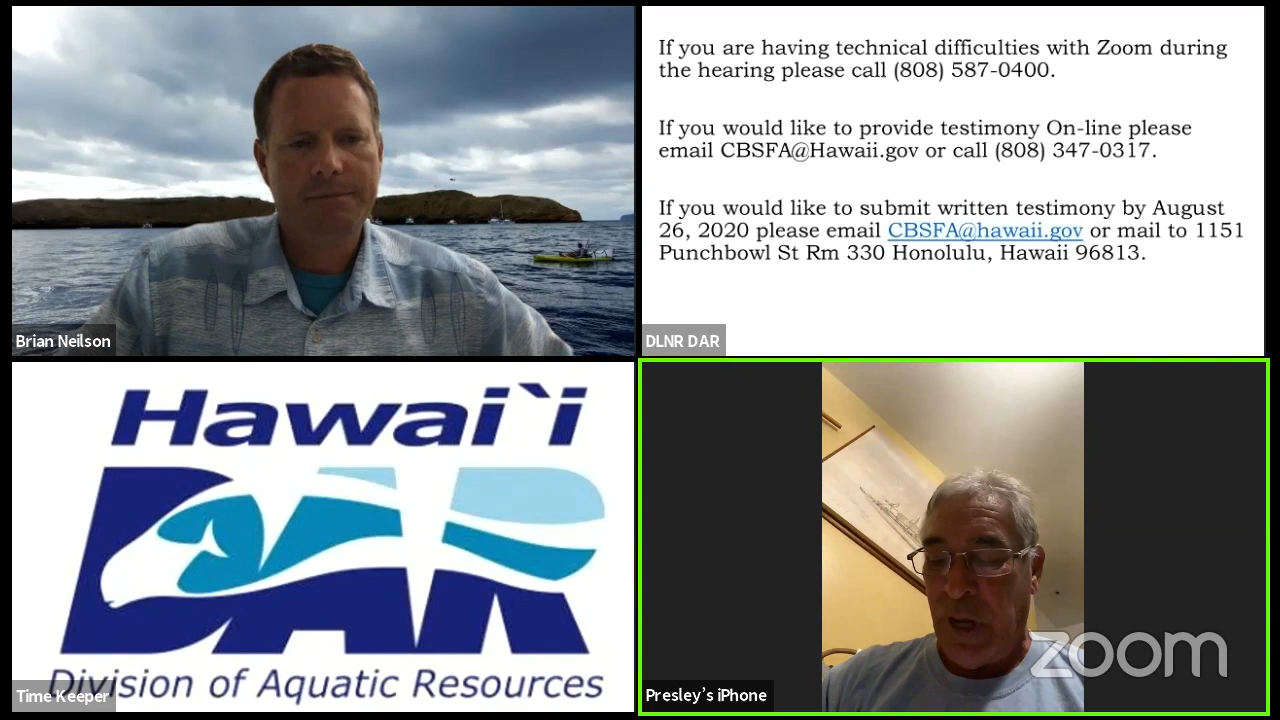 If you are having technical difficulties with Zoom during
the hearing please call (808) 587-0400.
If you would like to provide testimony On-line please
email CBSFA@Hawaii.gov or call (808) 347-0317.
If you would like to submit written testimony by August
26, 2020 please email CBSFA@hawaii.gov or mail to 1151
Punchbowl St Rm 330 Honolulu, Hawaii 96813.
Brian Neilson
DLNR DAR
Hawai`i
DAR
Division of Aquatic Resources
Time Keeper
Presley’s iPhone
zoom